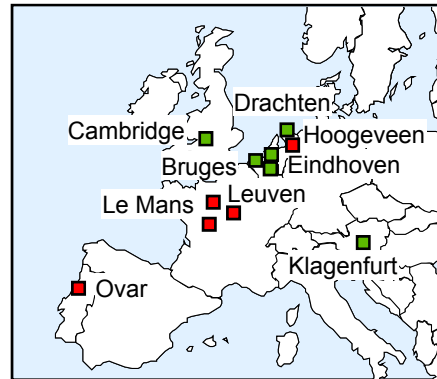 Drachten
Cambridge
Hoogeveen
Bruges
Eindhoven
Le Mans
Leuven
Klagenfurt
Ovar